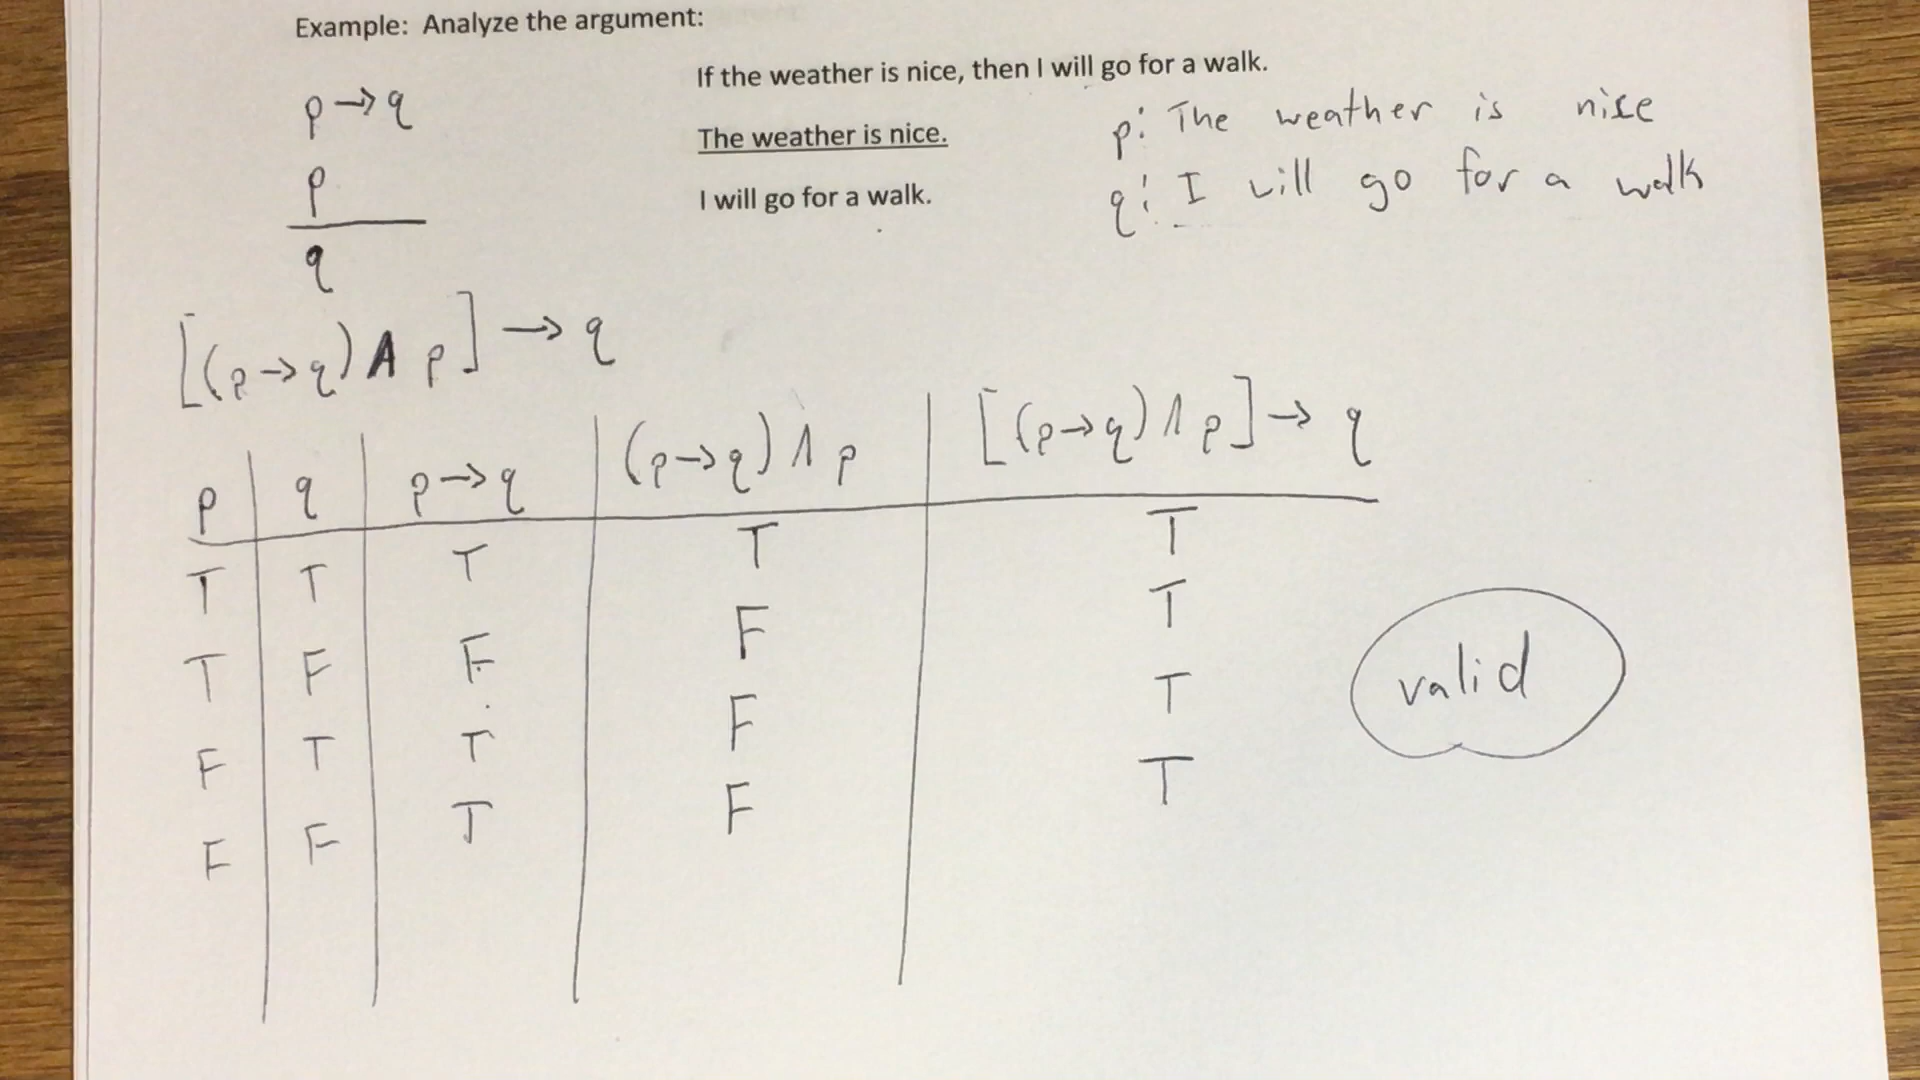 Example: Analyze the argument:
If the weather is nice, then I will go for a walk.
p → q
p: The weather is nice
The weather is nice.
p
q: I will go for a walk
I will go for a walk.
q
[(p → q) ∧ p] → q
p q p → q (p → q) ∧ p [(p → q) ∧ p] → q
T T T T T
T F F F T
F T T F T
F F T F T
valid